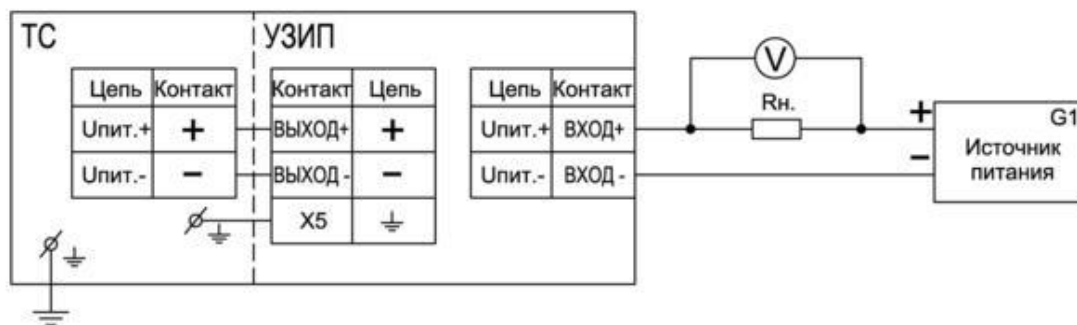 ТС
УЗИП
Цепь Контакт
Uпит.+ +
Uпит.- −
Контакт Цепь
ВЫХОД+ +
ВЫХОД - −
X5
Цепь Контакт
Uпит.+ ВХОД+
Uпит.- ВХОД -
V
Rн.
+
−
G1
Источник
питания